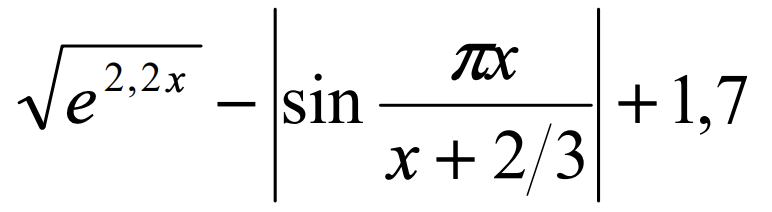 √e^{2,2x} − |sin πx/(x + 2/3)| + 1,7